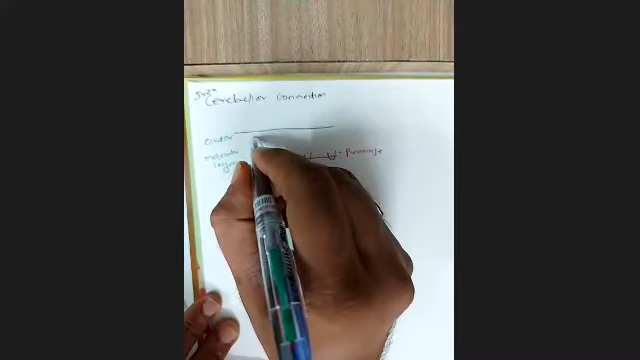 Cerebellar connection
Outer
molecular
layer
Purkinje